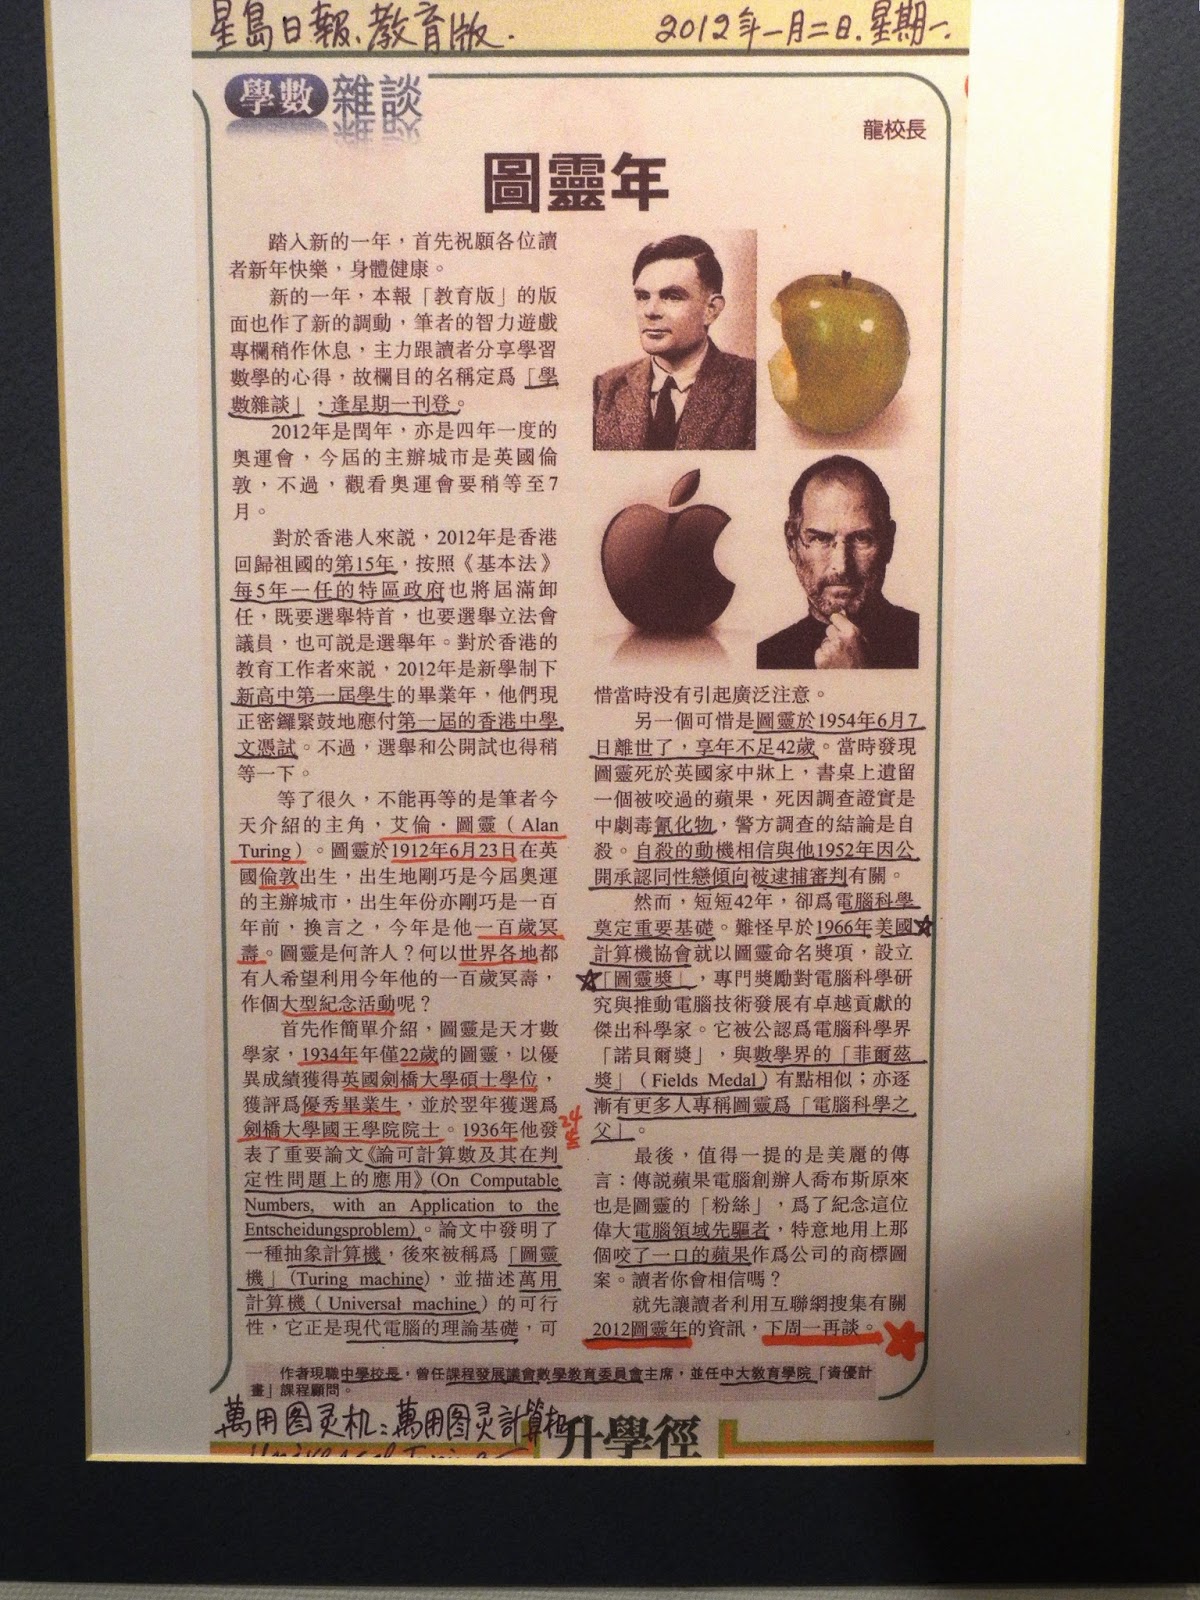 星島日報、教育版. 2012年一月二日.星期一.
學數雜談
龍校長
圖靈年
踏入新的一年，首先祝願各位讀
者新年快樂，身體健康。
新的一年，本報「教育版」的版
面也作了新的調動，筆者的智力遊戲
專欄稍作休息，主力跟讀者分享學習
數學的心得，故欄目的名稱定爲「學
數雜談」，逢星期一刊登。
2012年是閏年，亦是四年一度的
奧運會，今屆的主辦城市是英國倫
敦，不過，觀看奧運會要稍等至7
月。
對於香港人來説，2012年是香港
回歸祖國的第15年，按照《基本法》
每5年一任的特區政府也將屆滿卸
任，既要選舉特首，也要選舉立法會
議員，也可説是選舉年。對於香港的
教育工作者來説，2012年是新學制下
新高中第一屆學生的畢業年，他們現
正密鑼緊鼓地應付第一屆的香港中學
文憑試。不過，選舉和公開試也得稍
等一下。
等了很久，不能再等的是筆者今
天介紹的主角，艾倫·圖靈（Alan
Turing）。圖靈於1912年6月23日在英
國倫敦出生，出生地剛巧是今屆奧運
的主辦城市，出生年份亦剛巧是一百
年前，換言之，今年是他一百歲冥
壽。圖靈是何許人？何以世界各地都
有人希望利用今年他的一百歲冥壽，
作個大型紀念活動呢？
首先作簡單介紹，圖靈是天才數
學家，1934年年僅22歲的圖靈，以優
異成績獲得英國劍橋大學碩士學位，
獲評爲優秀畢業生，並於翌年獲選爲
劍橋大學國王學院院士。1936年他發
24歲
表了重要論文《論可計算數及其在判
定性問題上的應用》(On Computable
Numbers, with an Application to the
Entscheidungsproblem)。論文中發明了
一種抽象計算機，後來被稱爲「圖靈
機」(Turing machine)，並描述萬用
計算機（Universal machine）的可行
性，它正是現代電腦的理論基礎，可
惜當時没有引起廣泛注意。
另一個可惜是圖靈於1954年6月7
日離世了，享年不足42歲。當時發現
圖靈死於英國家中牀上，書桌上遺留
一個被咬過的蘋果，死因調查證實是
中劇毒氰化物，警方調查的結論是自
殺。自殺的動機相信與他1952年因公
開承認同性戀傾向被逮捕審判有關。
然而，短短42年，卻爲電腦科學
奠定重要基礎。難怪早於1966年美國
計算機協會就以圖靈命名獎項，設立
「圖靈獎」，專門獎勵對電腦科學研
究與推動電腦技術發展有卓越貢獻的
傑出科學家。它被公認爲電腦科學界
「諾貝爾獎」，與數學界的「菲爾茲
獎」（Fields Medal）有點相似；亦逐
漸有更多人專稱圖靈爲「電腦科學之
父」。
最後，值得一提的是美麗的傳
言：傳説蘋果電腦創辦人喬布斯原來
也是圖靈的「粉絲」，爲了紀念這位
偉大電腦領域先驅者，特意地用上那
個咬了一口的蘋果作爲公司的商標圖
案。讀者你會相信嗎？
就先讓讀者利用互聯網搜集有關
2012圖靈年的資訊，下周一再談。
作者現職中學校長，曾任課程發展議會數學教育委員會主席，並任中大教育學院「資優計
畫」課程顧問。
萬用图灵机：萬用图灵計算机
Universal Turing
升學徑